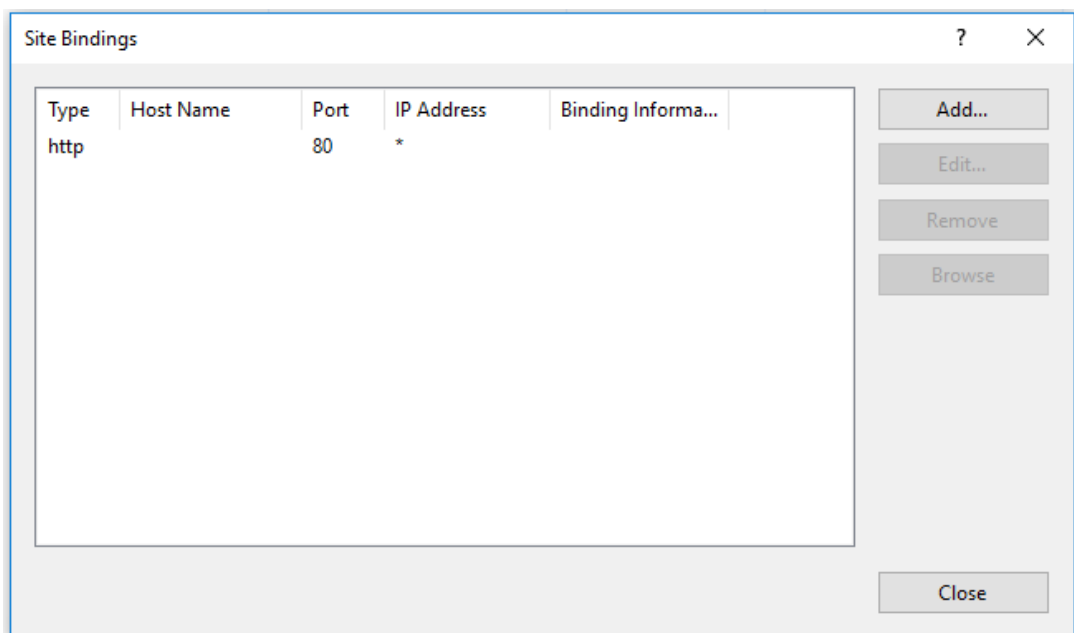 Site Bindings ?
Type Host Name Port IP Address Binding Informa... Add...
http 80 *
Edit...
Remove
Browse
Close